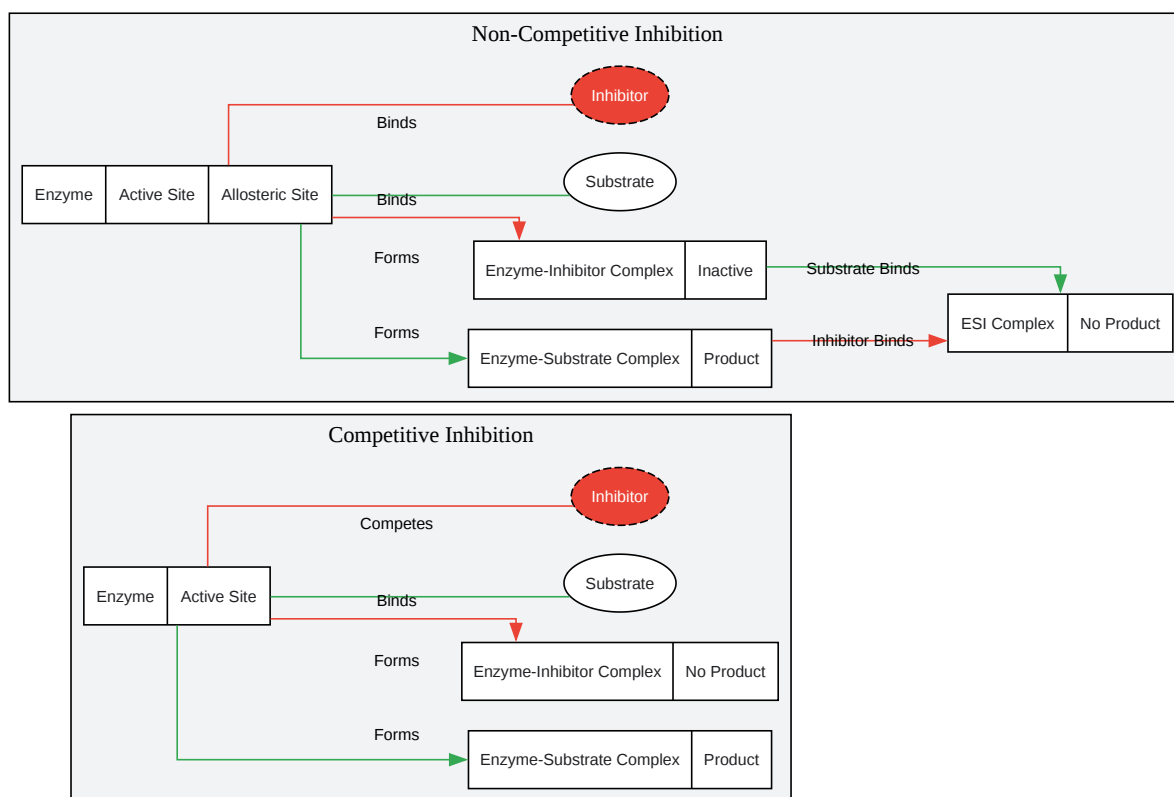 Non-Competitive Inhibition
Inhibitor
Binds
Enzyme
Active Site
Allosteric Site
Substrate
Binds
Forms
Enzyme-Inhibitor Complex
Inactive
Substrate Binds
Forms
Enzyme-Substrate Complex
Product
Inhibitor Binds
ESI Complex
No Product
Competitive Inhibition
Inhibitor
Competes
Enzyme
Active Site
Substrate
Binds
Forms
Enzyme-Inhibitor Complex
No Product
Forms
Enzyme-Substrate Complex
Product